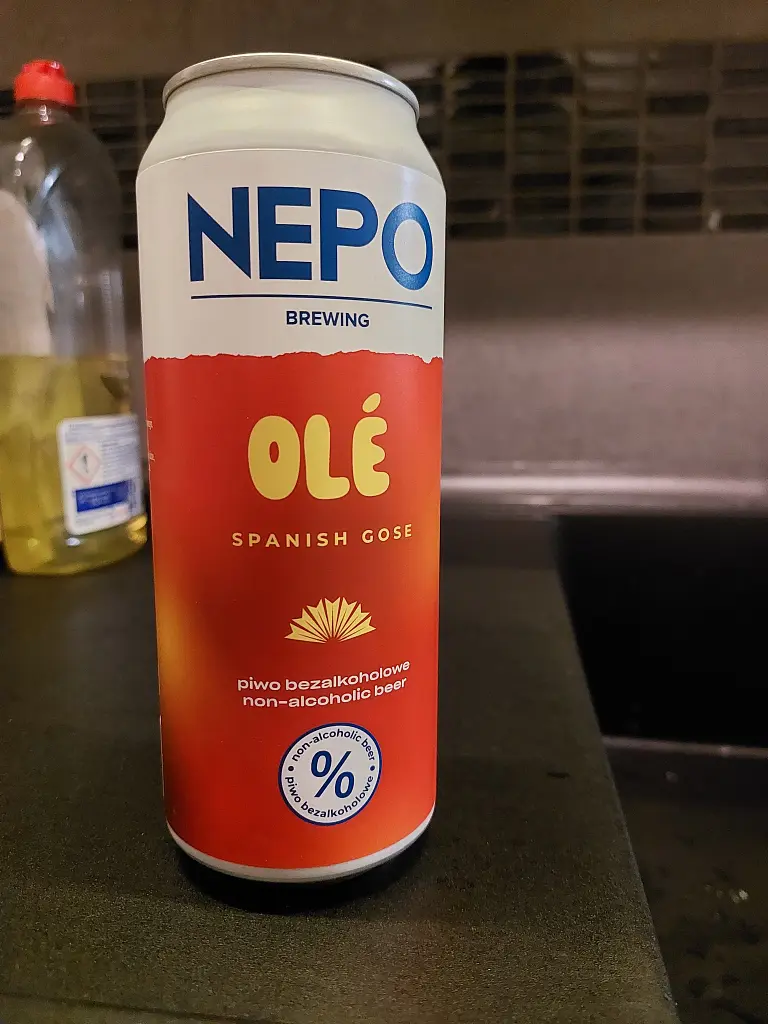 NEPO
BREWING
OLÉ
SPANISH GOSE
piwo bezalkoholowe
non-alcoholic beer
non-alcoholic beer
%
piwo bezalkoholowe